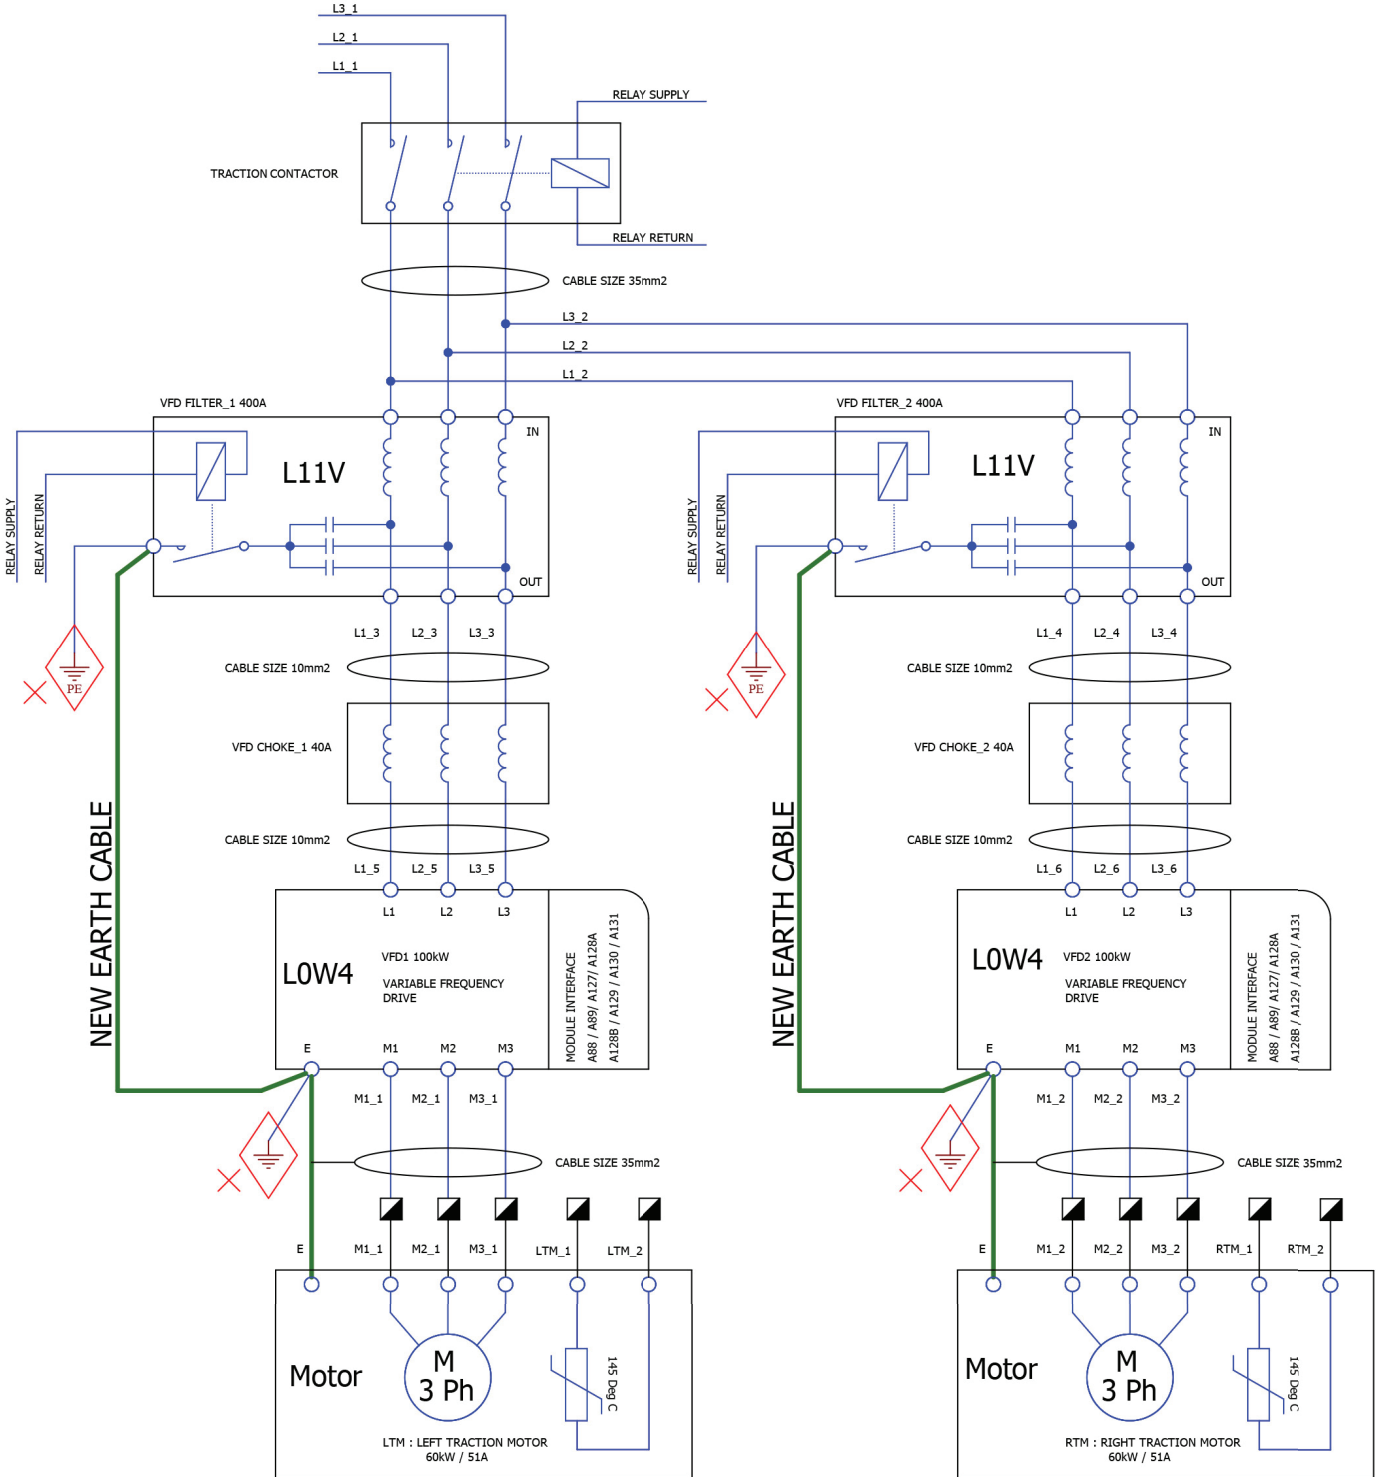 L3_1
L2_1
L1_1
RELAY SUPPLY
TRACTION CONTACTOR
RELAY RETURN
CABLE SIZE 35mm2
L3_2
L2_2
L1_2
VFD FILTER_1 400A
IN
L11V
RELAY SUPPLY
RELAY RETURN
OUT
PE
L1_3
L2_3
L3_3
CABLE SIZE 10mm2
VFD CHOKE_1 40A
CABLE SIZE 10mm2
NEW EARTH CABLE
L1_5
L2_5
L3_5
L1
L2
L3
L0W4
VFD1 100kW
VARIABLE FREQUENCY
DRIVE
MODULE INTERFACE
A88 / A89/ A127/ A128A
A128B / A129 / A130 / A131
E
M1
M2
M3
M1_1
M2_1
M3_1
CABLE SIZE 35mm2
E
M1_1
M2_1
M3_1
LTM_1
LTM_2
Motor
M
3 Ph
145 Deg C
LTM : LEFT TRACTION MOTOR
60kW / 51A
VFD FILTER_2 400A
IN
L11V
RELAY SUPPLY
RELAY RETURN
OUT
PE
L1_4
L2_4
L3_4
CABLE SIZE 10mm2
VFD CHOKE_2 40A
CABLE SIZE 10mm2
NEW EARTH CABLE
L1_6
L2_6
L3_6
L1
L2
L3
L0W4
VFD2 100kW
VARIABLE FREQUENCY
DRIVE
MODULE INTERFACE
A88 / A89/ A127/ A128A
A128B / A129 / A130 / A131
E
M1
M2
M3
M1_2
M2_2
M3_2
CABLE SIZE 35mm2
E
M1_2
M2_2
M3_2
RTM_1
RTM_2
Motor
M
3 Ph
145 Deg C
RTM : RIGHT TRACTION MOTOR
60kW / 51A